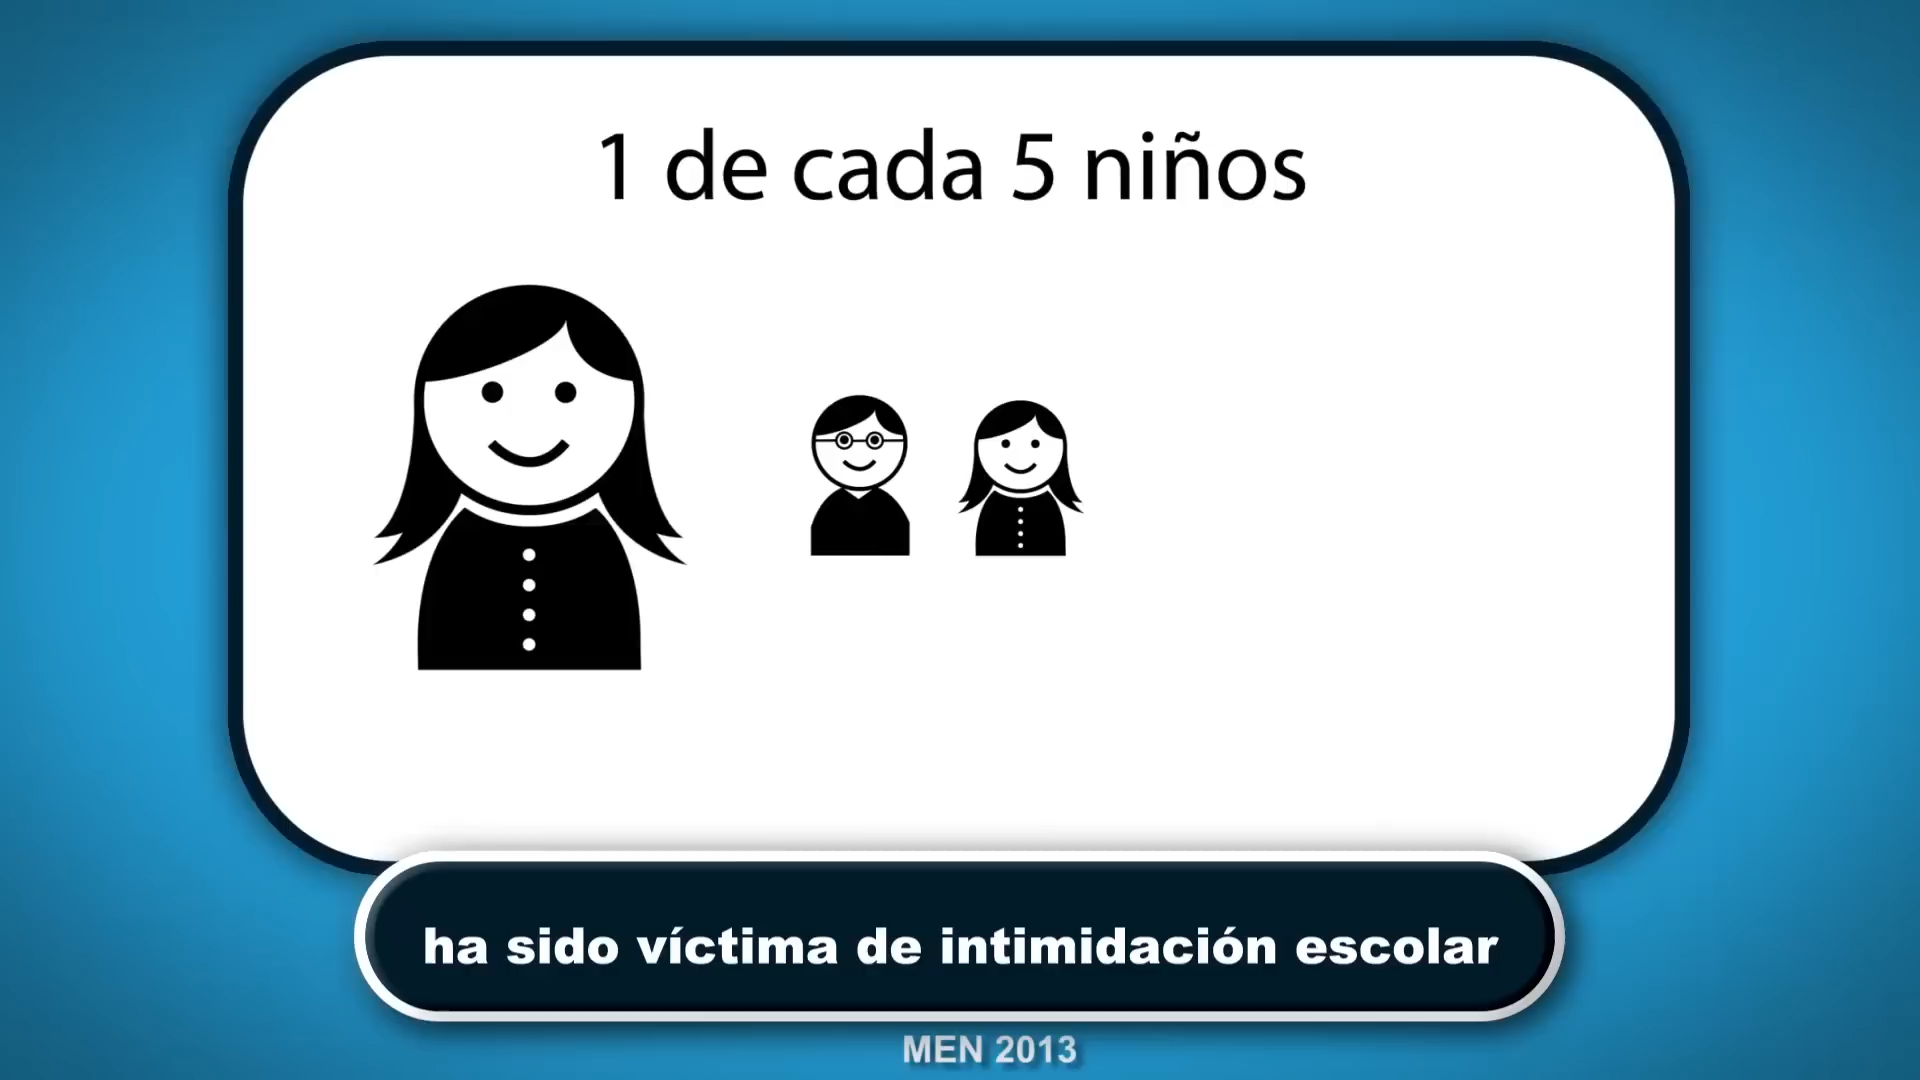 1 de cada 5 niños
ha sido víctima de intimidación escolar
MEN 2013